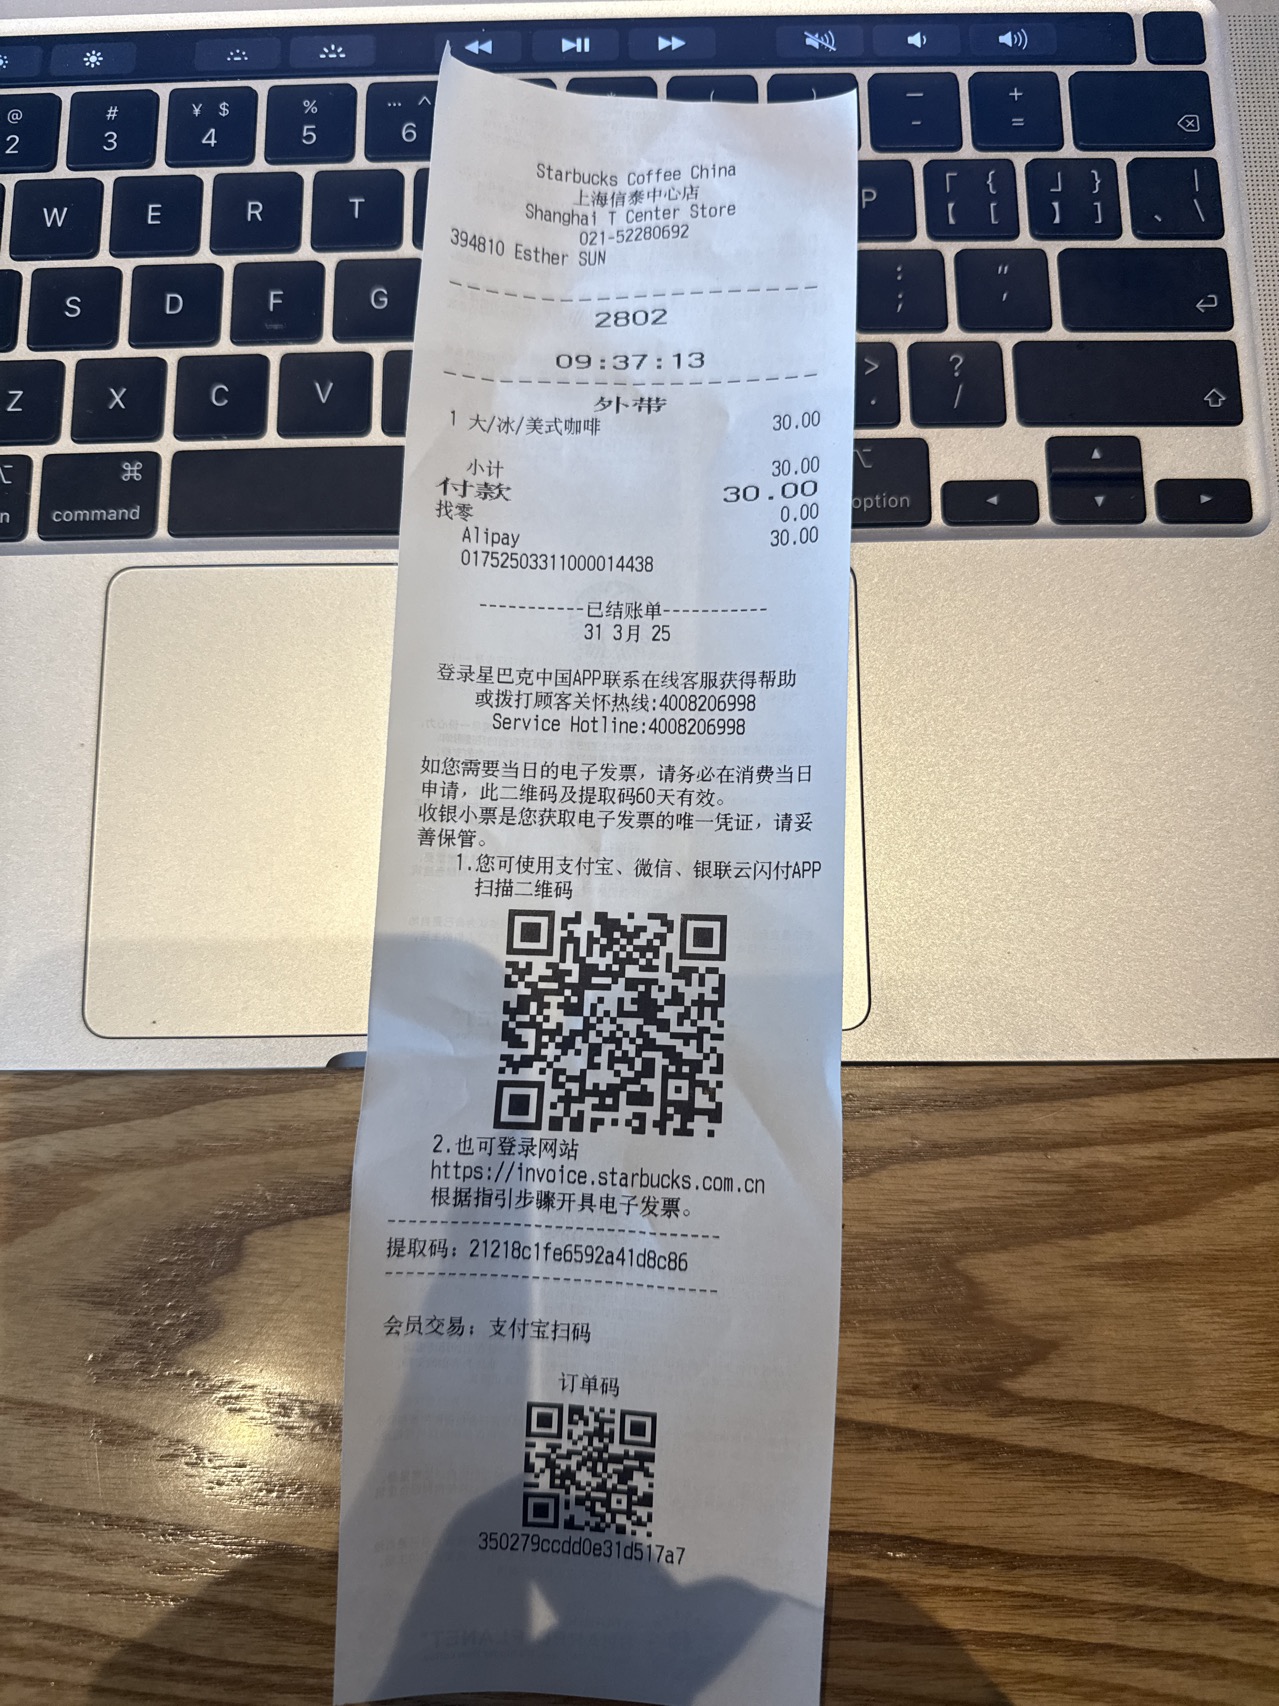 @
2
#
3
¥ $
4
%
5
… ^
6
(
)
—
-
+
=
W
E
R
T
P
「 {
【 [
」 }
】 ]
|
、 \
S
D
F
G
:
;
"
'
Z
X
C
V
>
.
?
/
command
option
Starbucks Coffee China
上海信泰中心店
Shanghai T Center Store
021-52280692
394810 Esther SUN
2802
09:37:13
外带
1 大/冰/美式咖啡 30.00
小计 30.00
付款 30.00
找零 0.00
Alipay 30.00
01752503311000014438
-----------已结账单-----------
31 3月 25
登录星巴克中国APP联系在线客服获得帮助
或拨打顾客关怀热线:4008206998
Service Hotline:4008206998
如您需要当日的电子发票，请务必在消费当日
申请，此二维码及提取码60天有效。
收银小票是您获取电子发票的唯一凭证，请妥
善保管。
1.您可使用支付宝、微信、银联云闪付APP
扫描二维码
2.也可登录网站
https://invoice.starbucks.com.cn
根据指引步骤开具电子发票。
提取码：21218c1fe6592a41d8c86
会员交易：支付宝扫码
订单码
350279ccdd0e31d517a7